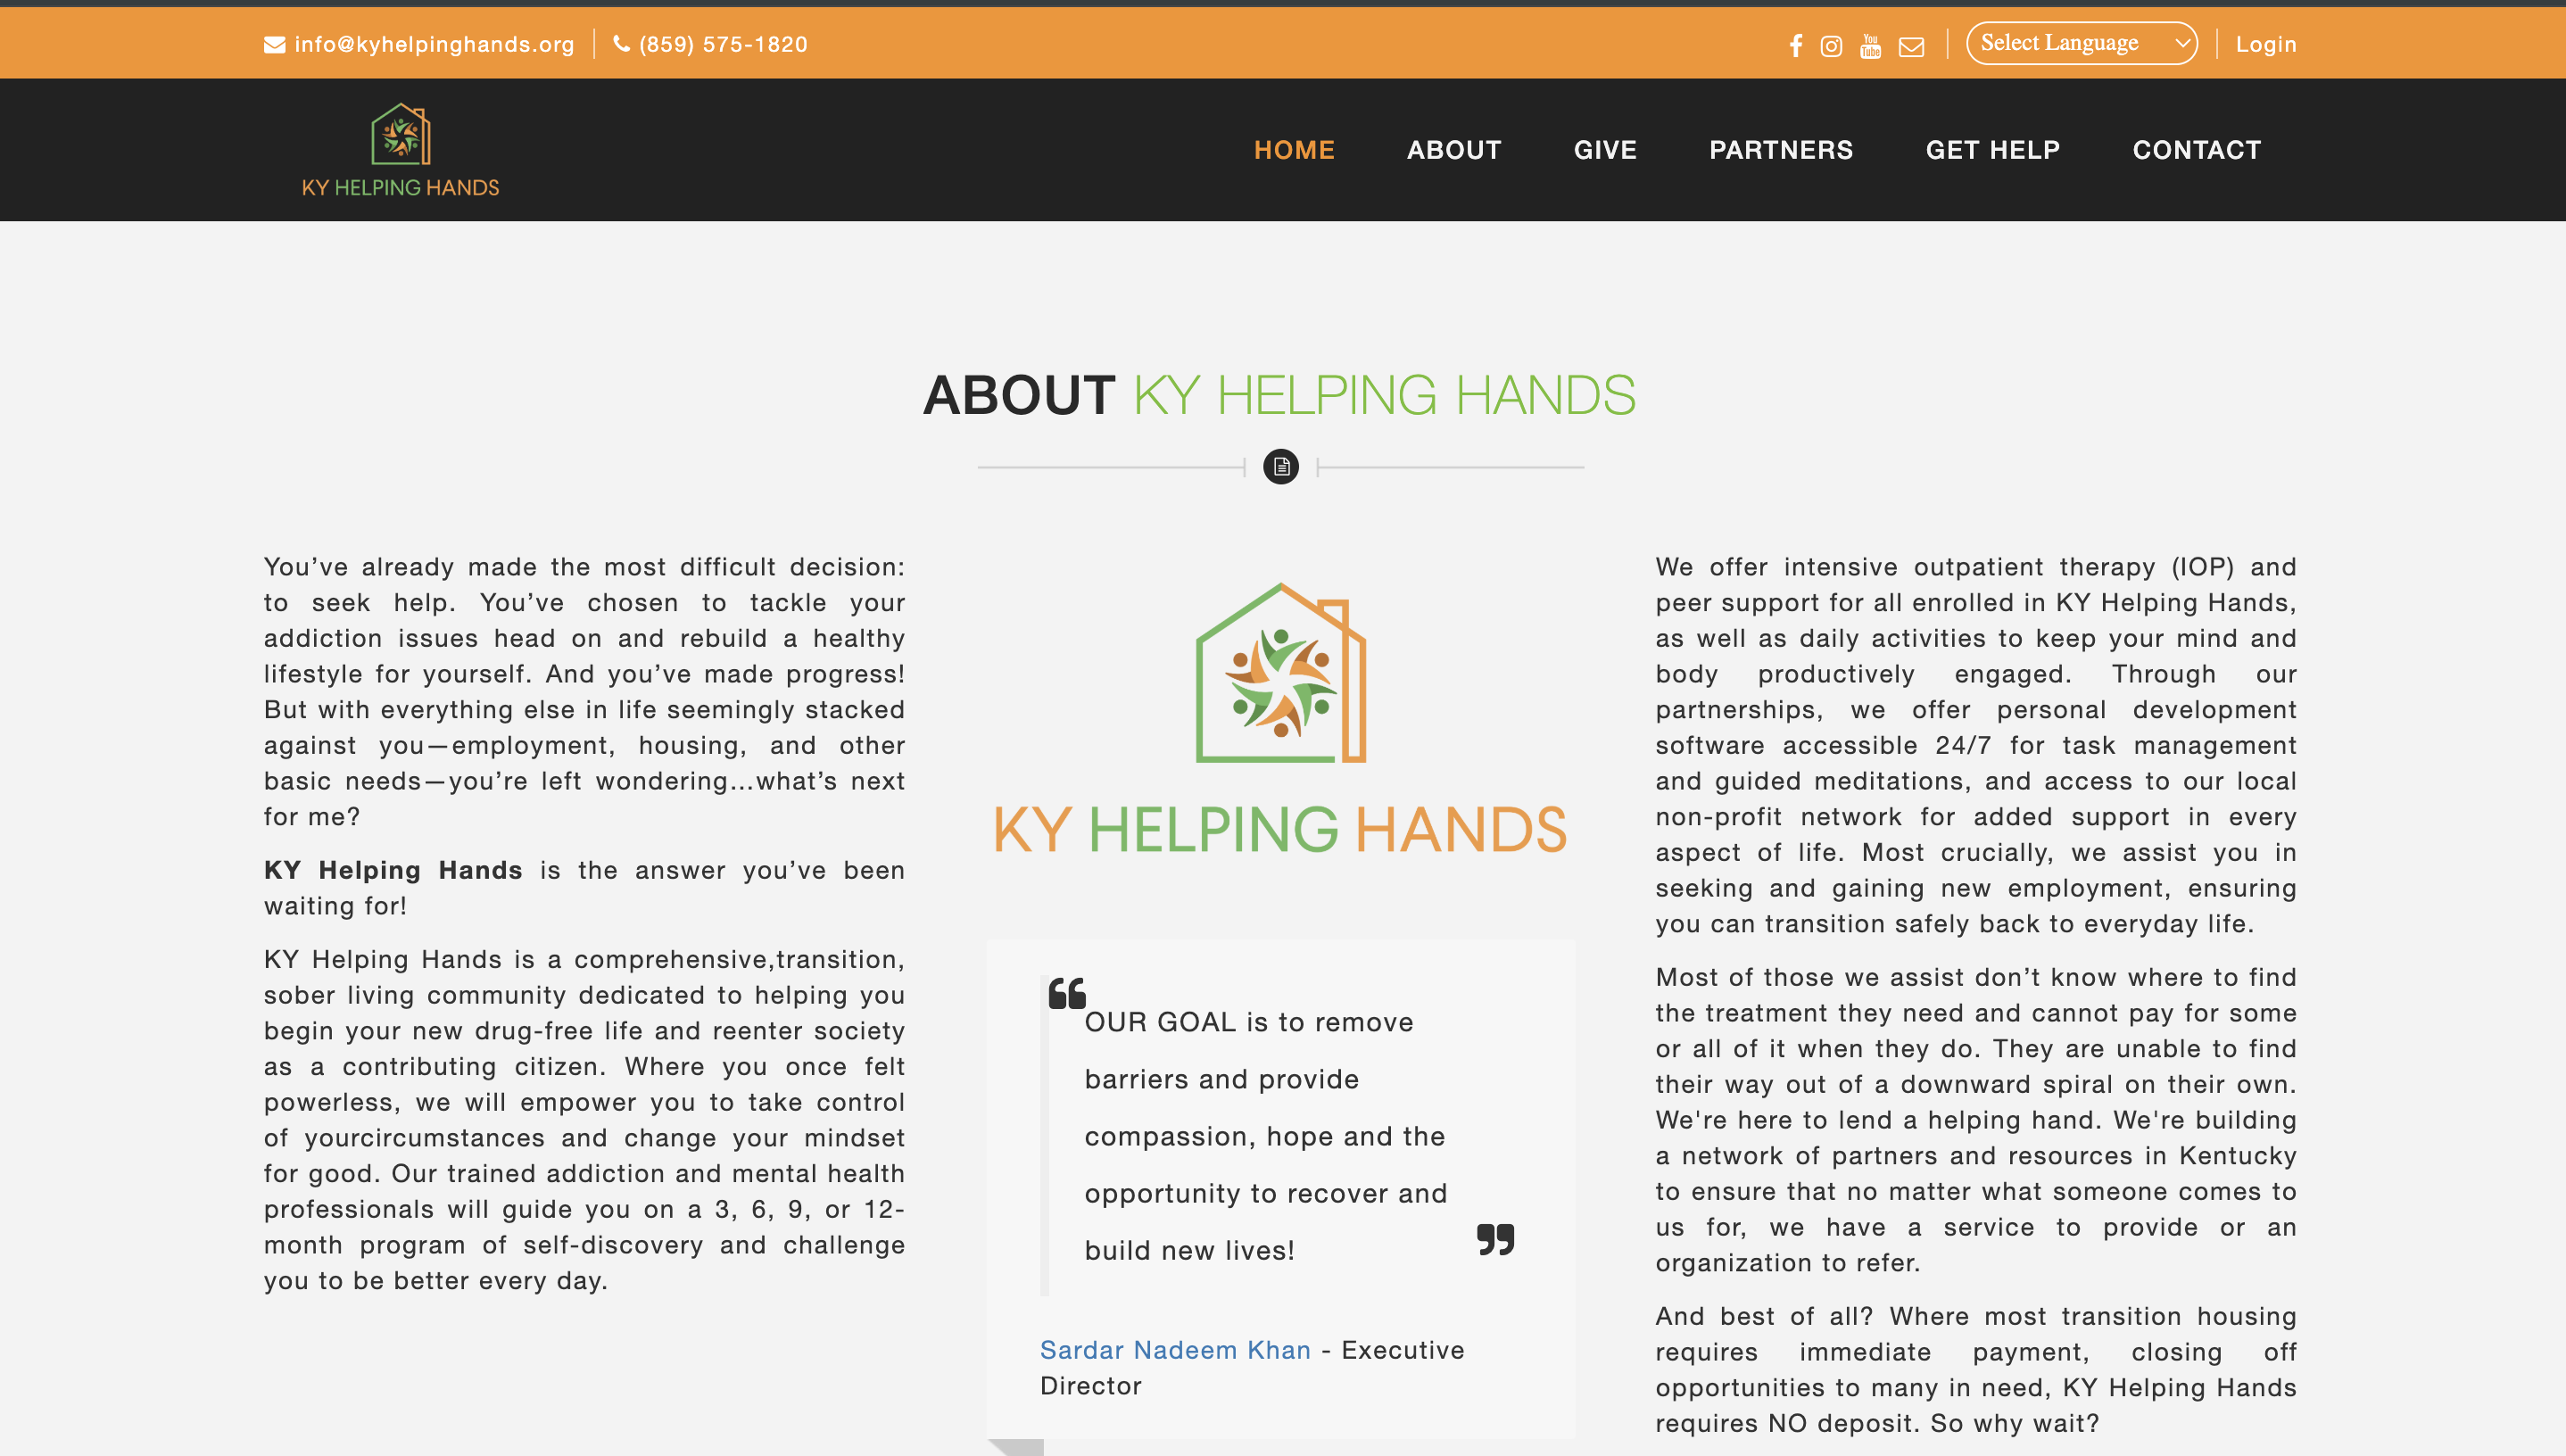 info@kyhelpinghands.org
(859) 575-1820
You Tube
Select Language
Login
KY HELPING HANDS
HOME
ABOUT
GIVE
PARTNERS
GET HELP
CONTACT
ABOUT KY HELPING HANDS
You’ve already made the most difficult decision:
to seek help. You’ve chosen to tackle your
addiction issues head on and rebuild a healthy
lifestyle for yourself. And you’ve made progress!
But with everything else in life seemingly stacked
against you—employment, housing, and other
basic needs—you’re left wondering...what’s next
for me?
KY Helping Hands is the answer you’ve been
waiting for!
KY Helping Hands is a comprehensive,transition,
sober living community dedicated to helping you
begin your new drug-free life and reenter society
as a contributing citizen. Where you once felt
powerless, we will empower you to take control
of yourcircumstances and change your mindset
for good. Our trained addiction and mental health
professionals will guide you on a 3, 6, 9, or 12-
month program of self-discovery and challenge
you to be better every day.
KY HELPING HANDS
“
OUR GOAL is to remove
barriers and provide
compassion, hope and the
opportunity to recover and
build new lives!
”
Sardar Nadeem Khan - Executive
Director
We offer intensive outpatient therapy (IOP) and
peer support for all enrolled in KY Helping Hands,
as well as daily activities to keep your mind and
body productively engaged. Through our
partnerships, we offer personal development
software accessible 24/7 for task management
and guided meditations, and access to our local
non-profit network for added support in every
aspect of life. Most crucially, we assist you in
seeking and gaining new employment, ensuring
you can transition safely back to everyday life.
Most of those we assist don’t know where to find
the treatment they need and cannot pay for some
or all of it when they do. They are unable to find
their way out of a downward spiral on their own.
We're here to lend a helping hand. We're building
a network of partners and resources in Kentucky
to ensure that no matter what someone comes to
us for, we have a service to provide or an
organization to refer.
And best of all? Where most transition housing
requires immediate payment, closing off
opportunities to many in need, KY Helping Hands
requires NO deposit. So why wait?